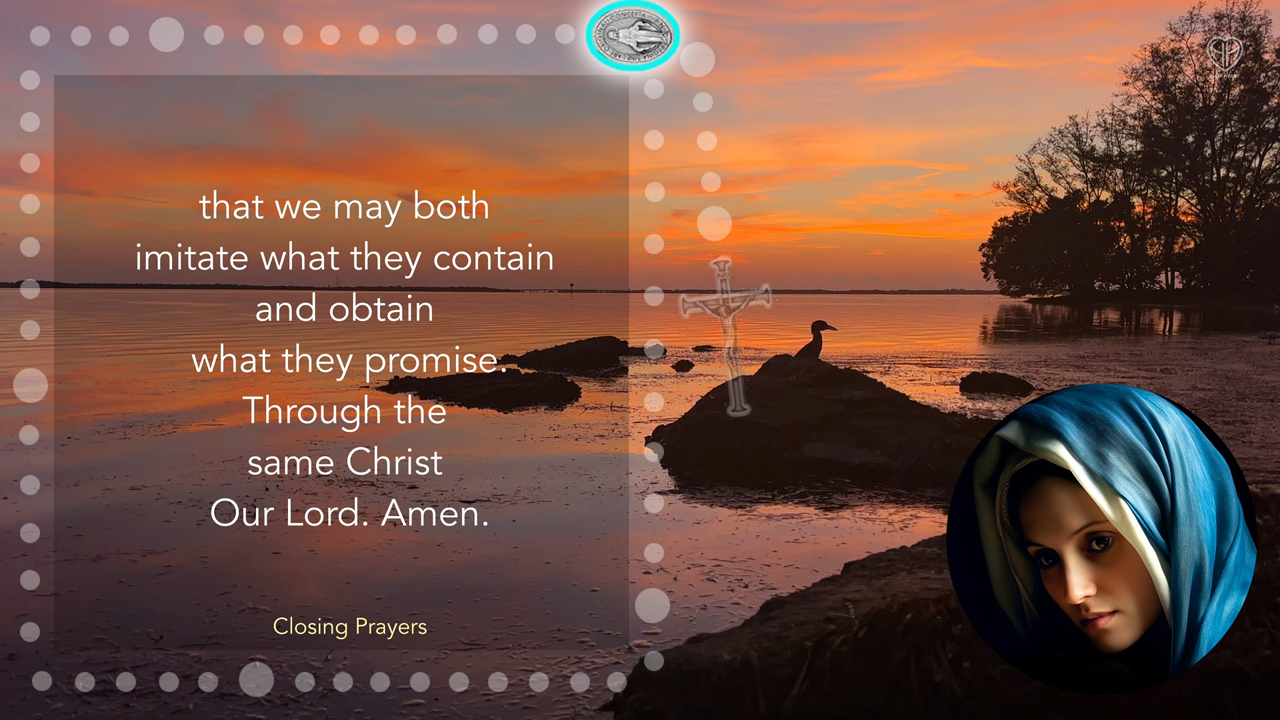 that we may both
imitate what they contain
and obtain
what they promise.
Through the
same Christ
Our Lord. Amen.
Closing Prayers